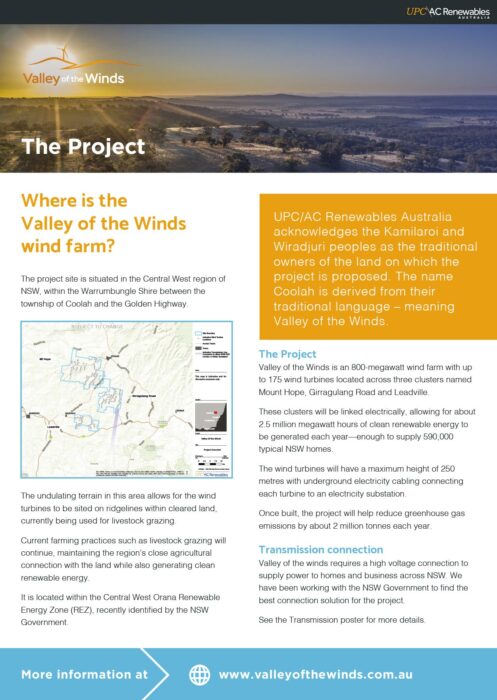 UPC\AC Renewables
AUSTRALIA
Valley of the Winds
The Project
Where is the
Valley of the Winds
wind farm?
The project site is situated in the Central West region of
NSW, within the Warrumbungle Shire between the
township of Coolah and the Golden Highway.
SUBJECT TO CHANGE
The undulating terrain in this area allows for the wind
turbines to be sited on ridgelines within cleared land,
currently being used for livestock grazing.
Current farming practices such as livestock grazing will
continue, maintaining the region's close agricultural
connection with the land while also generating clean
renewable energy.
It is located within the Central West Orana Renewable
Energy Zone (REZ), recently identified by the NSW
Government.
UPC/AC Renewables Australia
acknowledges the Kamilaroi and
Wiradjuri peoples as the traditional
owners of the land on which the
project is proposed. The name
Coolah is derived from their
traditional language – meaning
Valley of the Winds.
The Project
Valley of the Winds is an 800-megawatt wind farm with up
to 175 wind turbines located across three clusters named
Mount Hope, Girragulang Road and Leadville.
These clusters will be linked electrically, allowing for about
2.5 million megawatt hours of clean renewable energy to
be generated each year—enough to supply 590,000
typical NSW homes.
The wind turbines will have a maximum height of 250
metres with underground electricity cabling connecting
each turbine to an electricity substation.
Once built, the project will help reduce greenhouse gas
emissions by about 2 million tonnes each year.
Transmission connection
Valley of the winds requires a high voltage connection to
supply power to homes and business across NSW. We
have been working with the NSW Government to find the
best connection solution for the project.
See the Transmission poster for more details.
More information at
www.valleyofthewinds.com.au